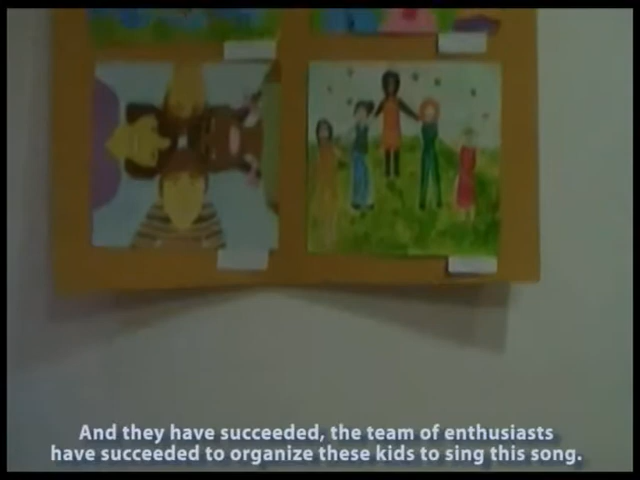 And they have succeeded, the team of enthusiasts
have succeeded to organize these kids to sing this song.